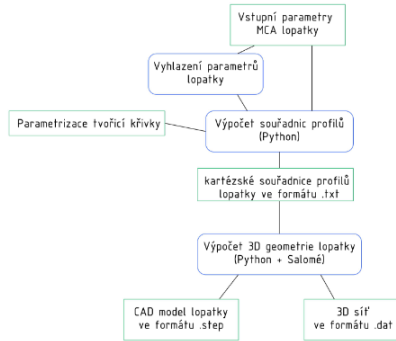 Vstupní parametry
MCA lopatky
Vyhlazení parametrů
lopatky
Parametrizace tvořicí křivky
Výpočet souřadnic profilů
(Python)
kartézské souřadnice profilů
lopatky ve formátu .txt
Výpočet 3D geometrie lopatky
(Python + Salomé)
CAD model lopatky
ve formátu .step
3D síť
ve formátu .dat